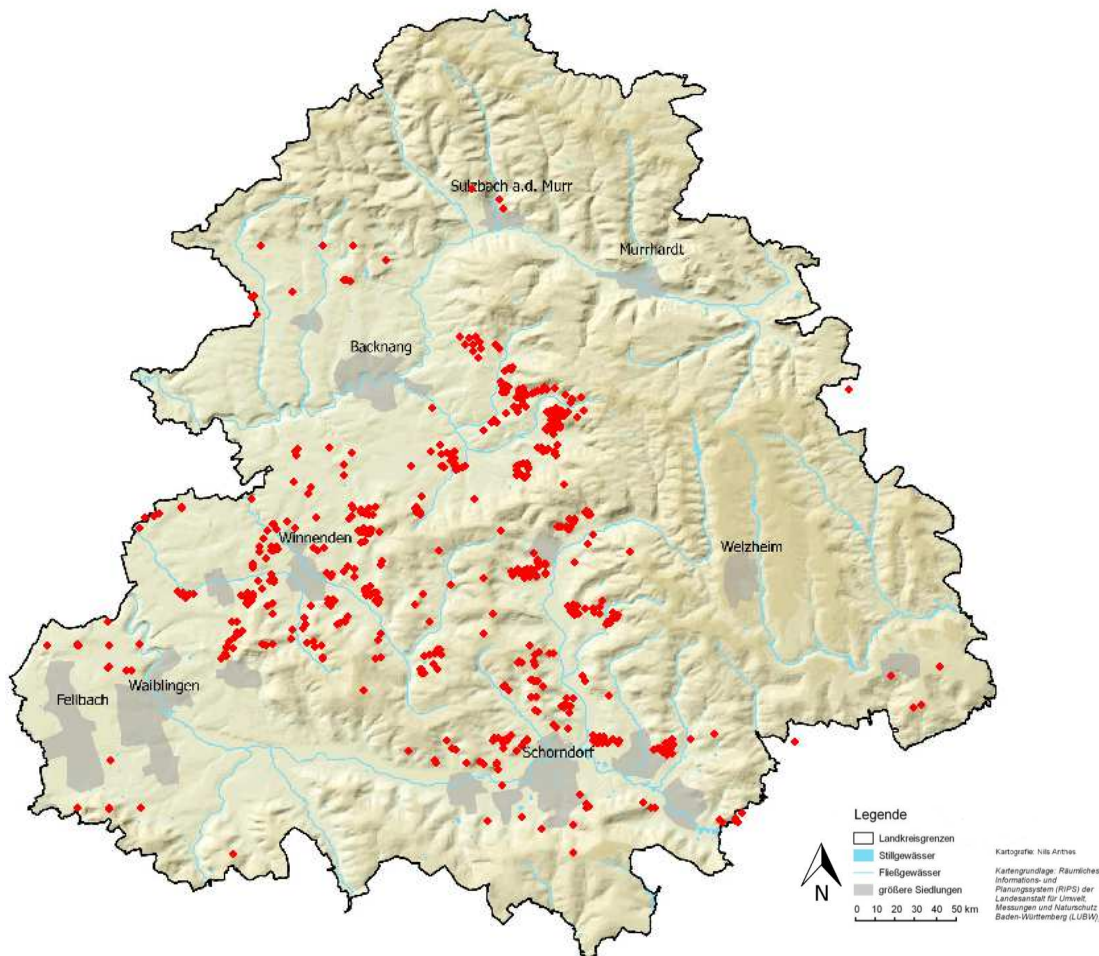 Sulzbach a.d. Murr
Murrhardt
Backnang
Winnenden
Welzheim
Waiblingen
Fellbach
Schorndorf
Legende
Landkreisgrenzen
Stillgewässer
Fließgewässer
größere Siedlungen
0 10 20 30 40 50 km
N
Kartografie: Nils Anthes
Kartengrundlage: Räumliches
Informations- und
Planungssystem (RIPS) der
Landesanstalt für Umwelt,
Messungen und Naturschutz
Baden-Württemberg (LUBW)